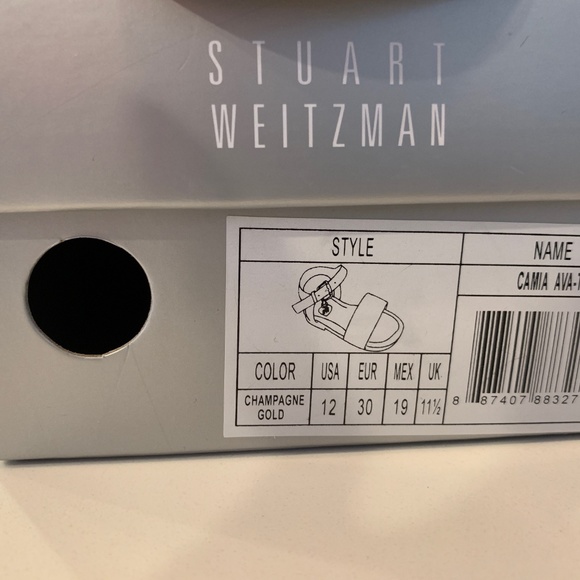 STUART
WEITZMAN
STYLE NAME
CAMIA AVA-
COLOR USA EUR MEX UK
CHAMPAGNE
GOLD 12 30 19 11½
8 87407 88327